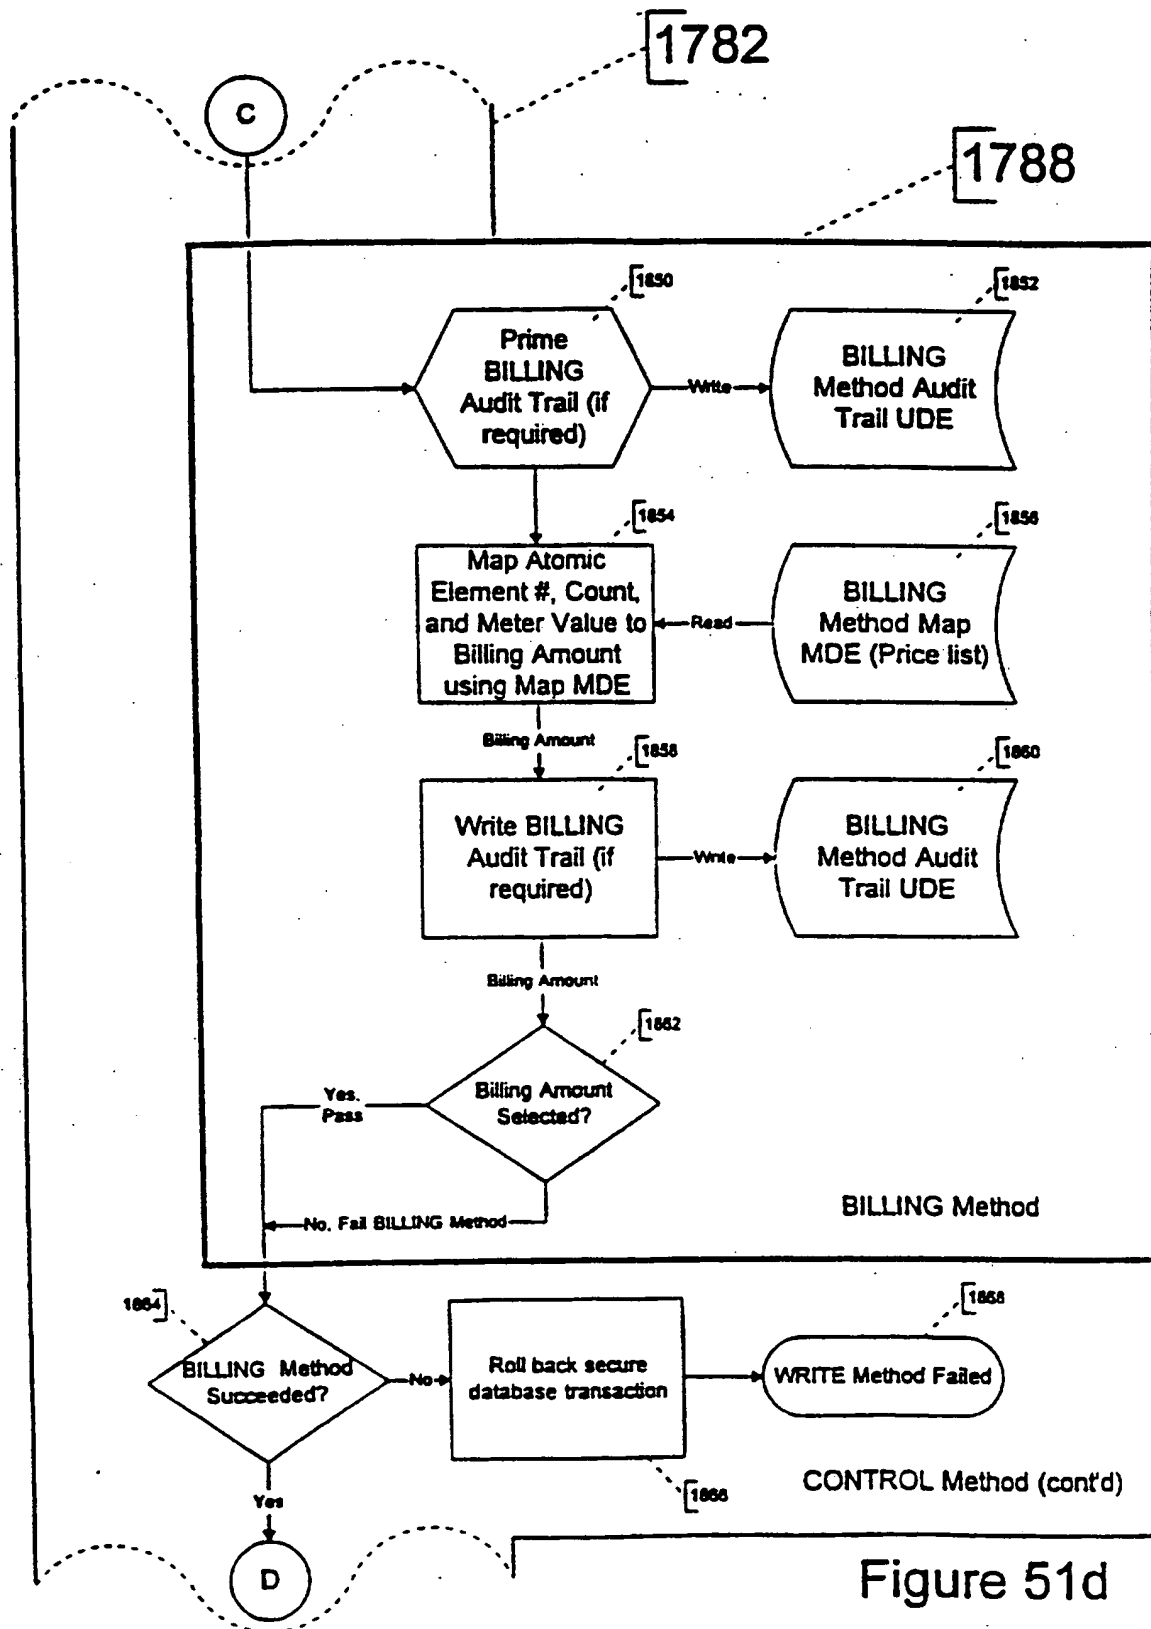 1782
C
1788
1850
1852
Prime
BILLING
Audit Trail (if
required)
Write
BILLING
Method Audit
Trail UDE
1854
1856
Map Atomic
Element #, Count,
and Meter Value to
Billing Amount
using Map MDE
Read
BILLING
Method Map
MDE (Price list)
Billing Amount
1858
1860
Write BILLING
Audit Trail (if
required)
Write
BILLING
Method Audit
Trail UDE
Billing Amount
1862
Billing Amount
Selected?
Yes,
Pass
No, Fail BILLING Method
BILLING Method
1864
BILLING Method
Succeeded?
No
Roll back secure
database transaction
1868
WRITE Method Failed
1866
Yes
CONTROL Method (cont'd)
D
Figure 51d